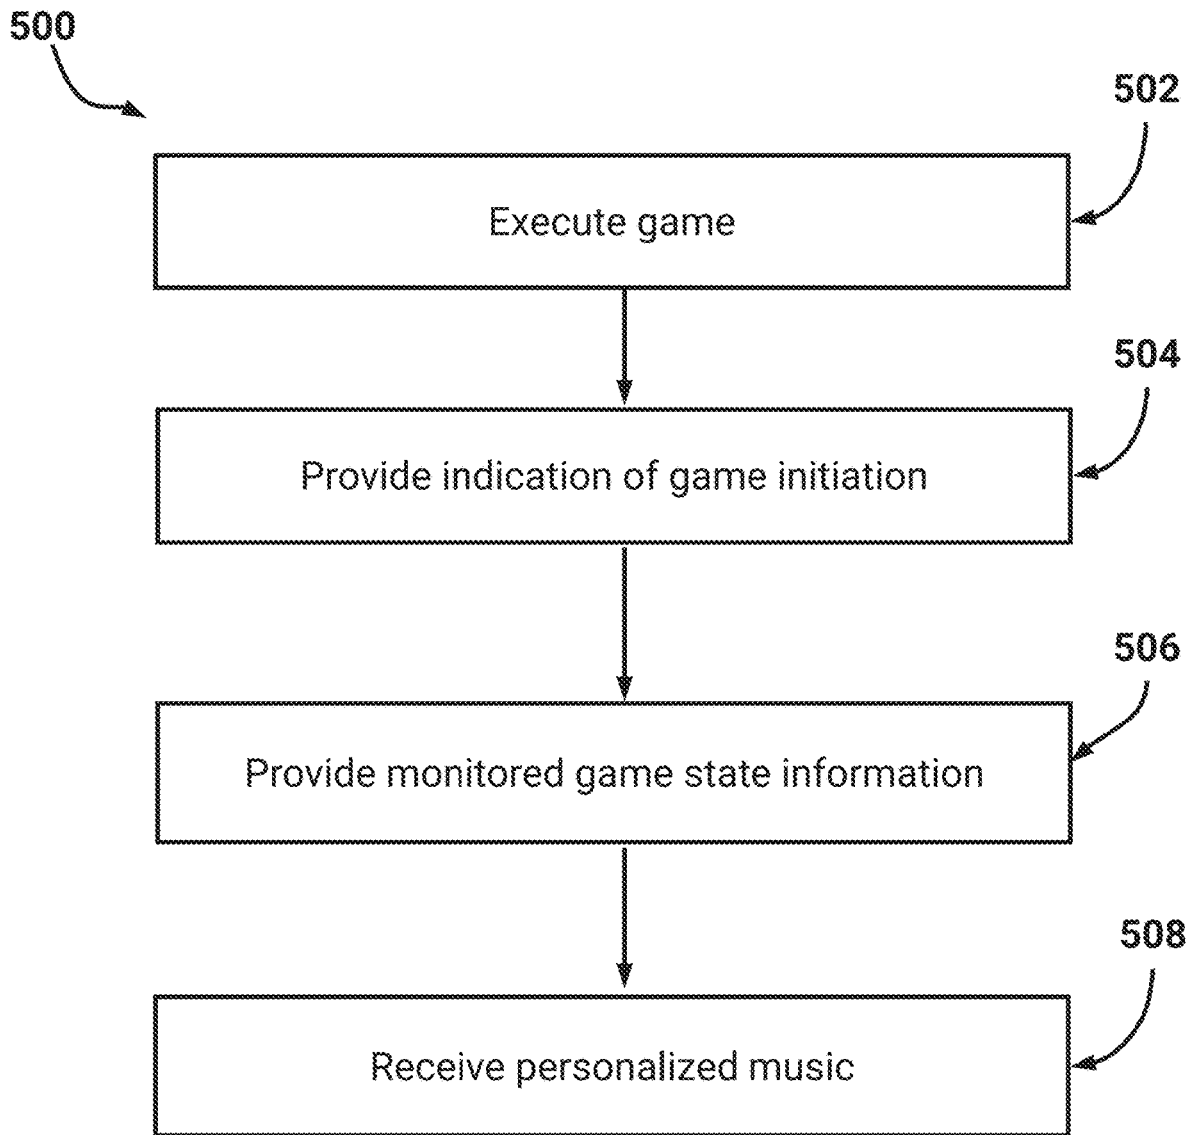 500
502
Execute game
504
Provide indication of game initiation
506
Provide monitored game state information
508
Receive personalized music